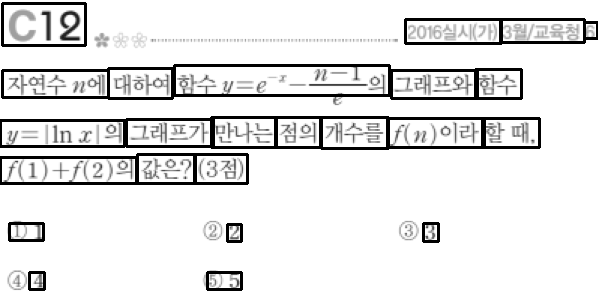 C12
2016실시(가) 3월/교육청 6
자연수 n에 대하여 함수 y=e^{-x}-\frac{n-1}{e}의 그래프와 함수
y=|ln x|의 그래프가 만나는 점의 개수를 f(n)이라 할 때,
f(1)+f(2)의 값은? (3점)
① 1 ② 2 ③ 3
④ 4 ⑤ 5